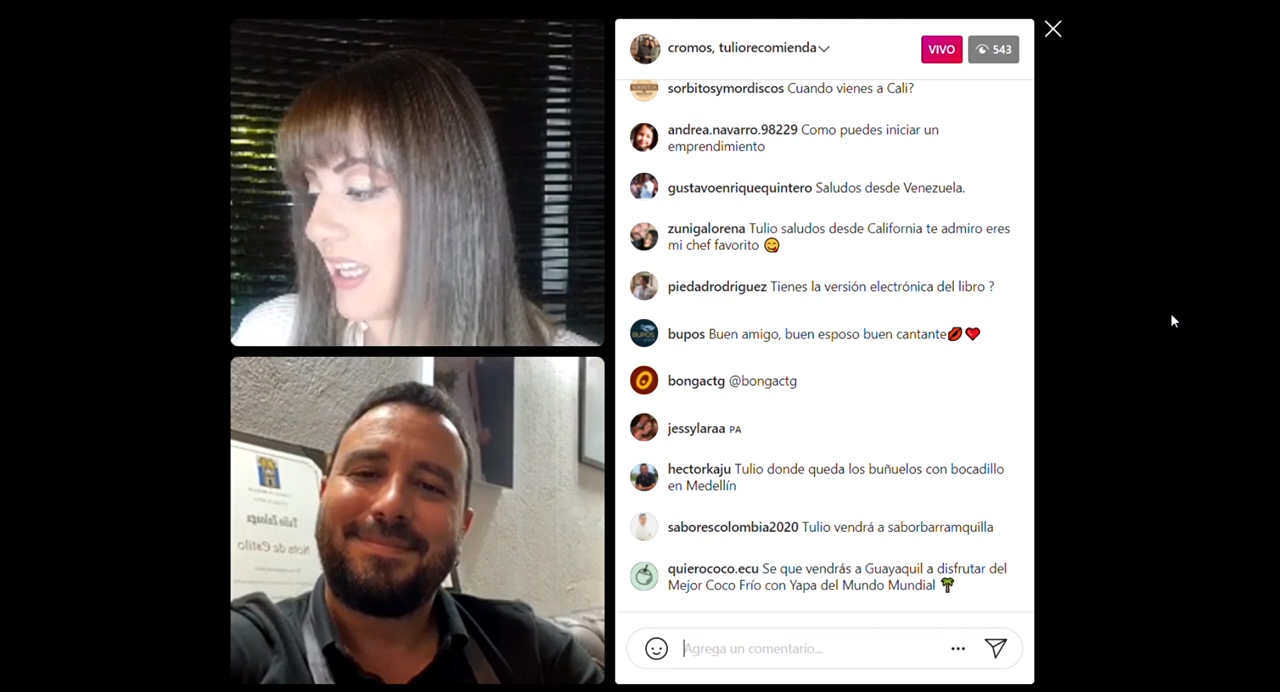 cromos, tuliorecomienda
VIVO
543
sorbitosymordiscos Cuando vienes a Cali?
andrea.navarro.98229 Como puedes iniciar un
emprendimiento
gustavoenriquequintero Saludos desde Venezuela.
zunigalorena Tulio saludos desde California te admiro eres
mi chef favorito 😋
piedadrodriguez Tienes la versión electrónica del libro ?
bupos Buen amigo, buen esposo buen cantante💋❤️
bongactg @bongactg
jessylaraa PA
hectorkaju Tulio donde queda los buñuelos con bocadillo
en Medellín
saborescolombia2020 Tulio vendrá a saborbarramquilla
quierococo.ecu Se que vendrás a Guayaquil a disfrutar del
Mejor Coco Frío con Yapa del Mundo Mundial 🌴
Agrega un comentario...
Tulio Zuloaga
Nota de Estilo